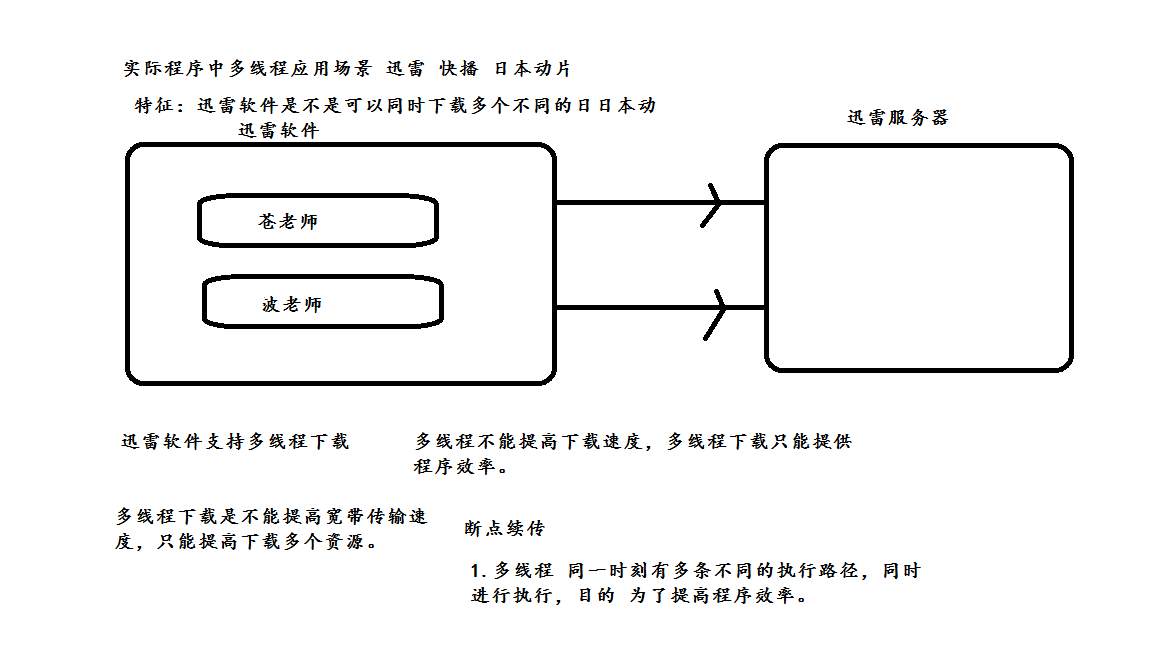 实际程序中多线程应用场景 迅雷 快播 日本动片
特征：迅雷软件是不是可以同时下载多个不同的日日本动
迅雷软件
迅雷服务器
苍老师
波老师
迅雷软件支持多线程下载
多线程不能提高下载速度，多线程下载只能提供
程序效率。
多线程下载是不能提高宽带传输速
度，只能提高下载多个资源。
断点续传
1.多线程 同一时刻有多条不同的执行路径，同时
进行执行，目的 为了提高程序效率。